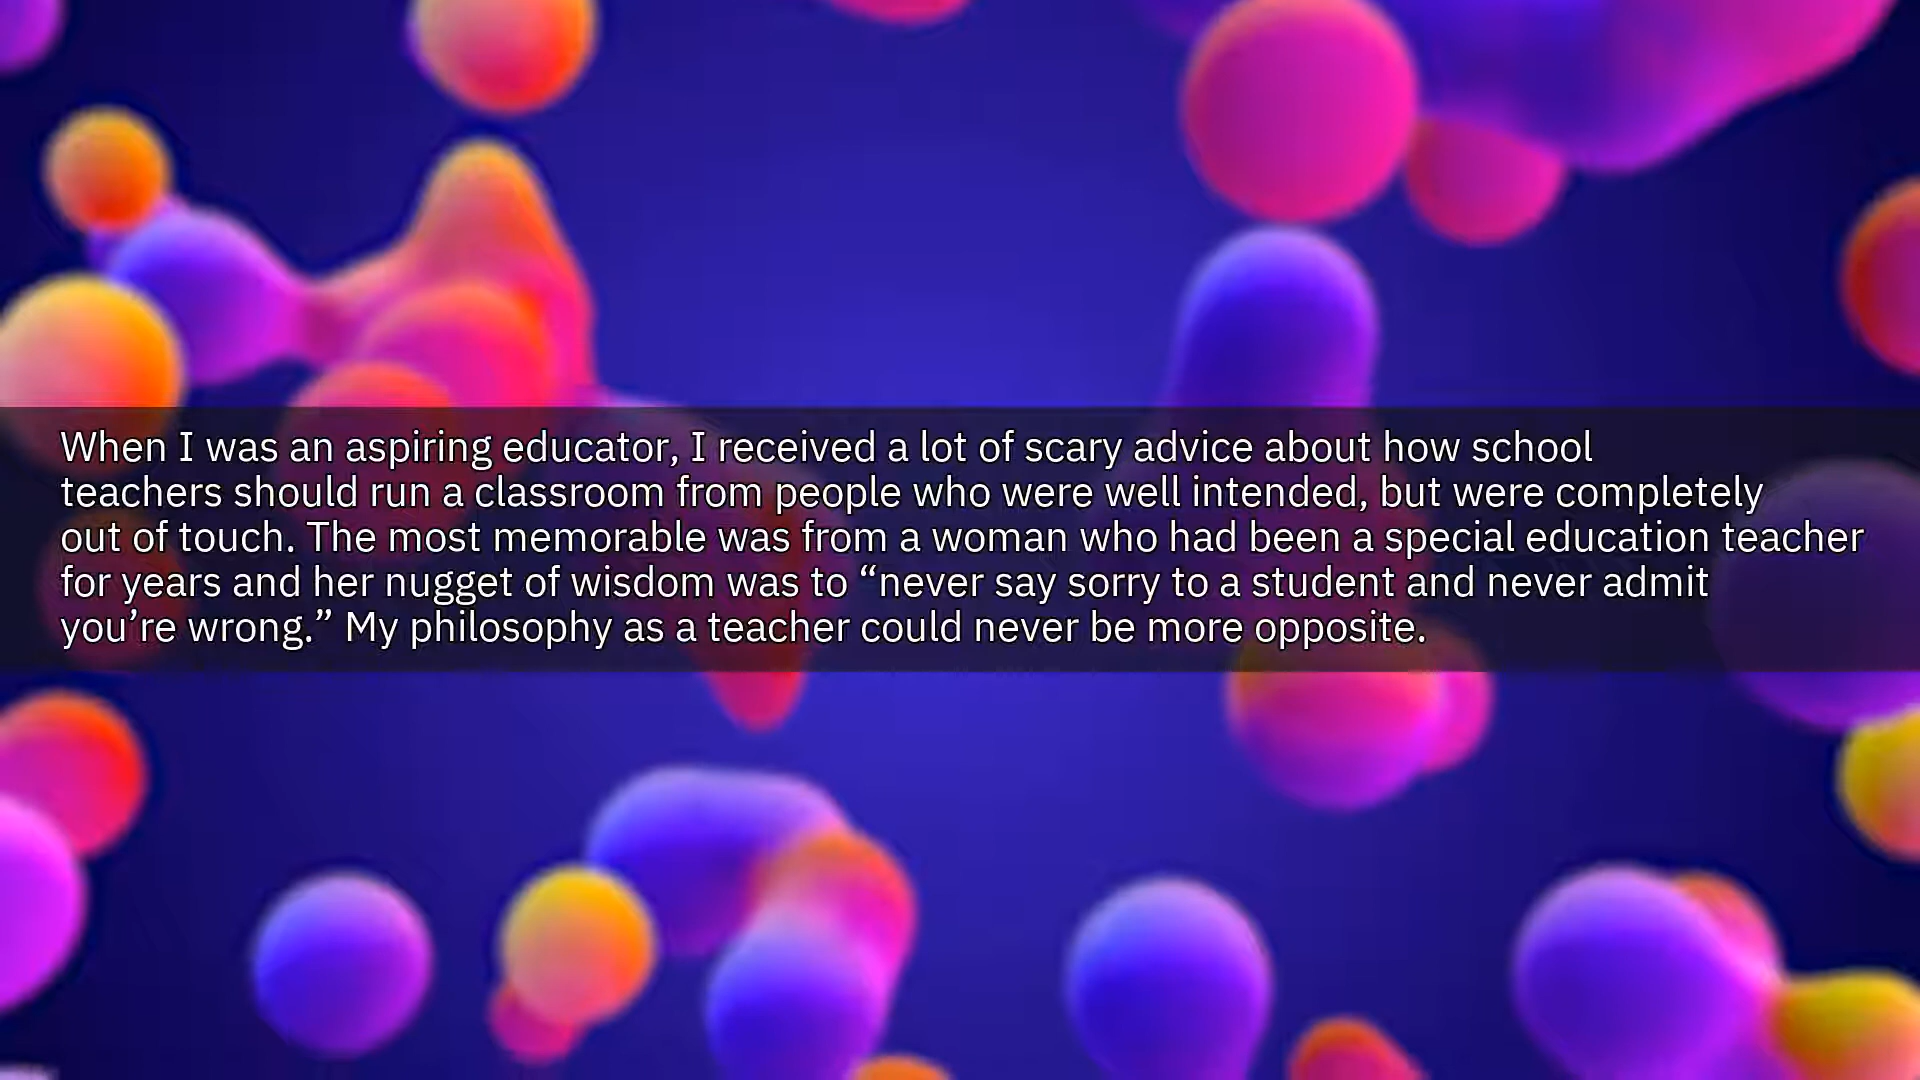 When I was an aspiring educator, I received a lot of scary advice about how school
teachers should run a classroom from people who were well intended, but were completely
out of touch. The most memorable was from a woman who had been a special education teacher
for years and her nugget of wisdom was to “never say sorry to a student and never admit
you’re wrong.” My philosophy as a teacher could never be more opposite.